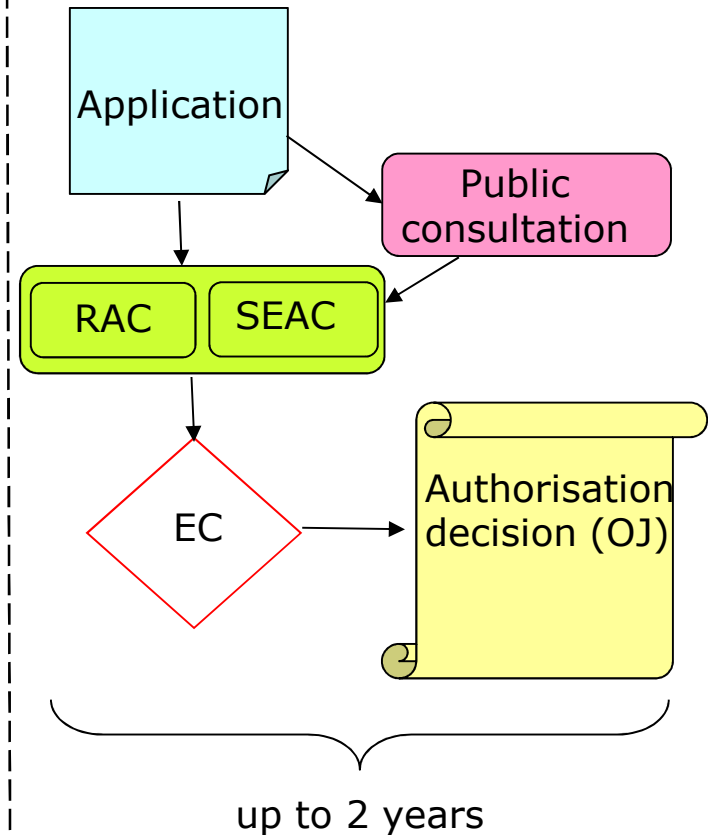 Application
Public
consultation
RAC
SEAC
EC
Authorisation
decision (OJ)
up to 2 years